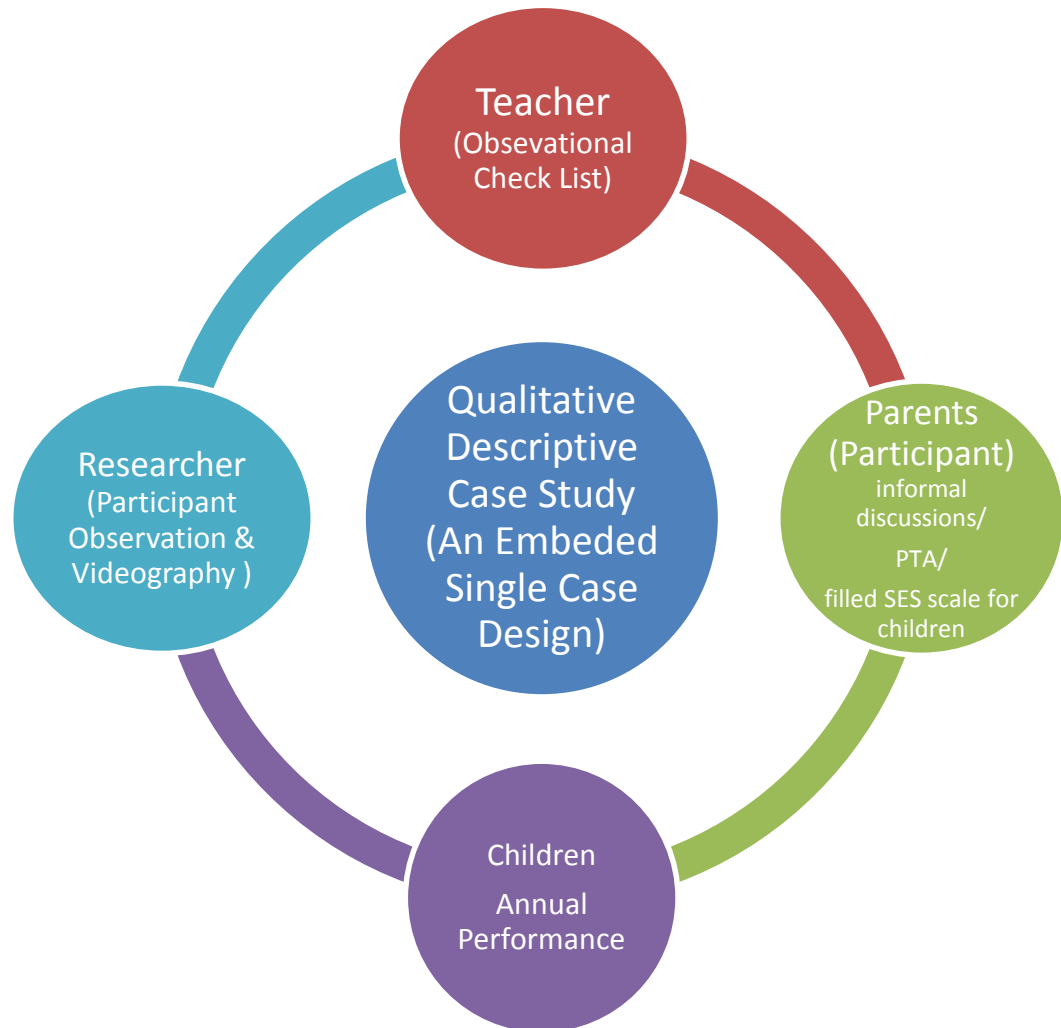 Teacher
(Obsevational
Check List)
Qualitative
Descriptive
Case Study
(An Embeded
Single Case
Design)
Parents
(Participant)
informal
discussions/
PTA/
filled SES scale for
children
Researcher
(Participant
Observation &
Videography )
Children
Annual
Performance